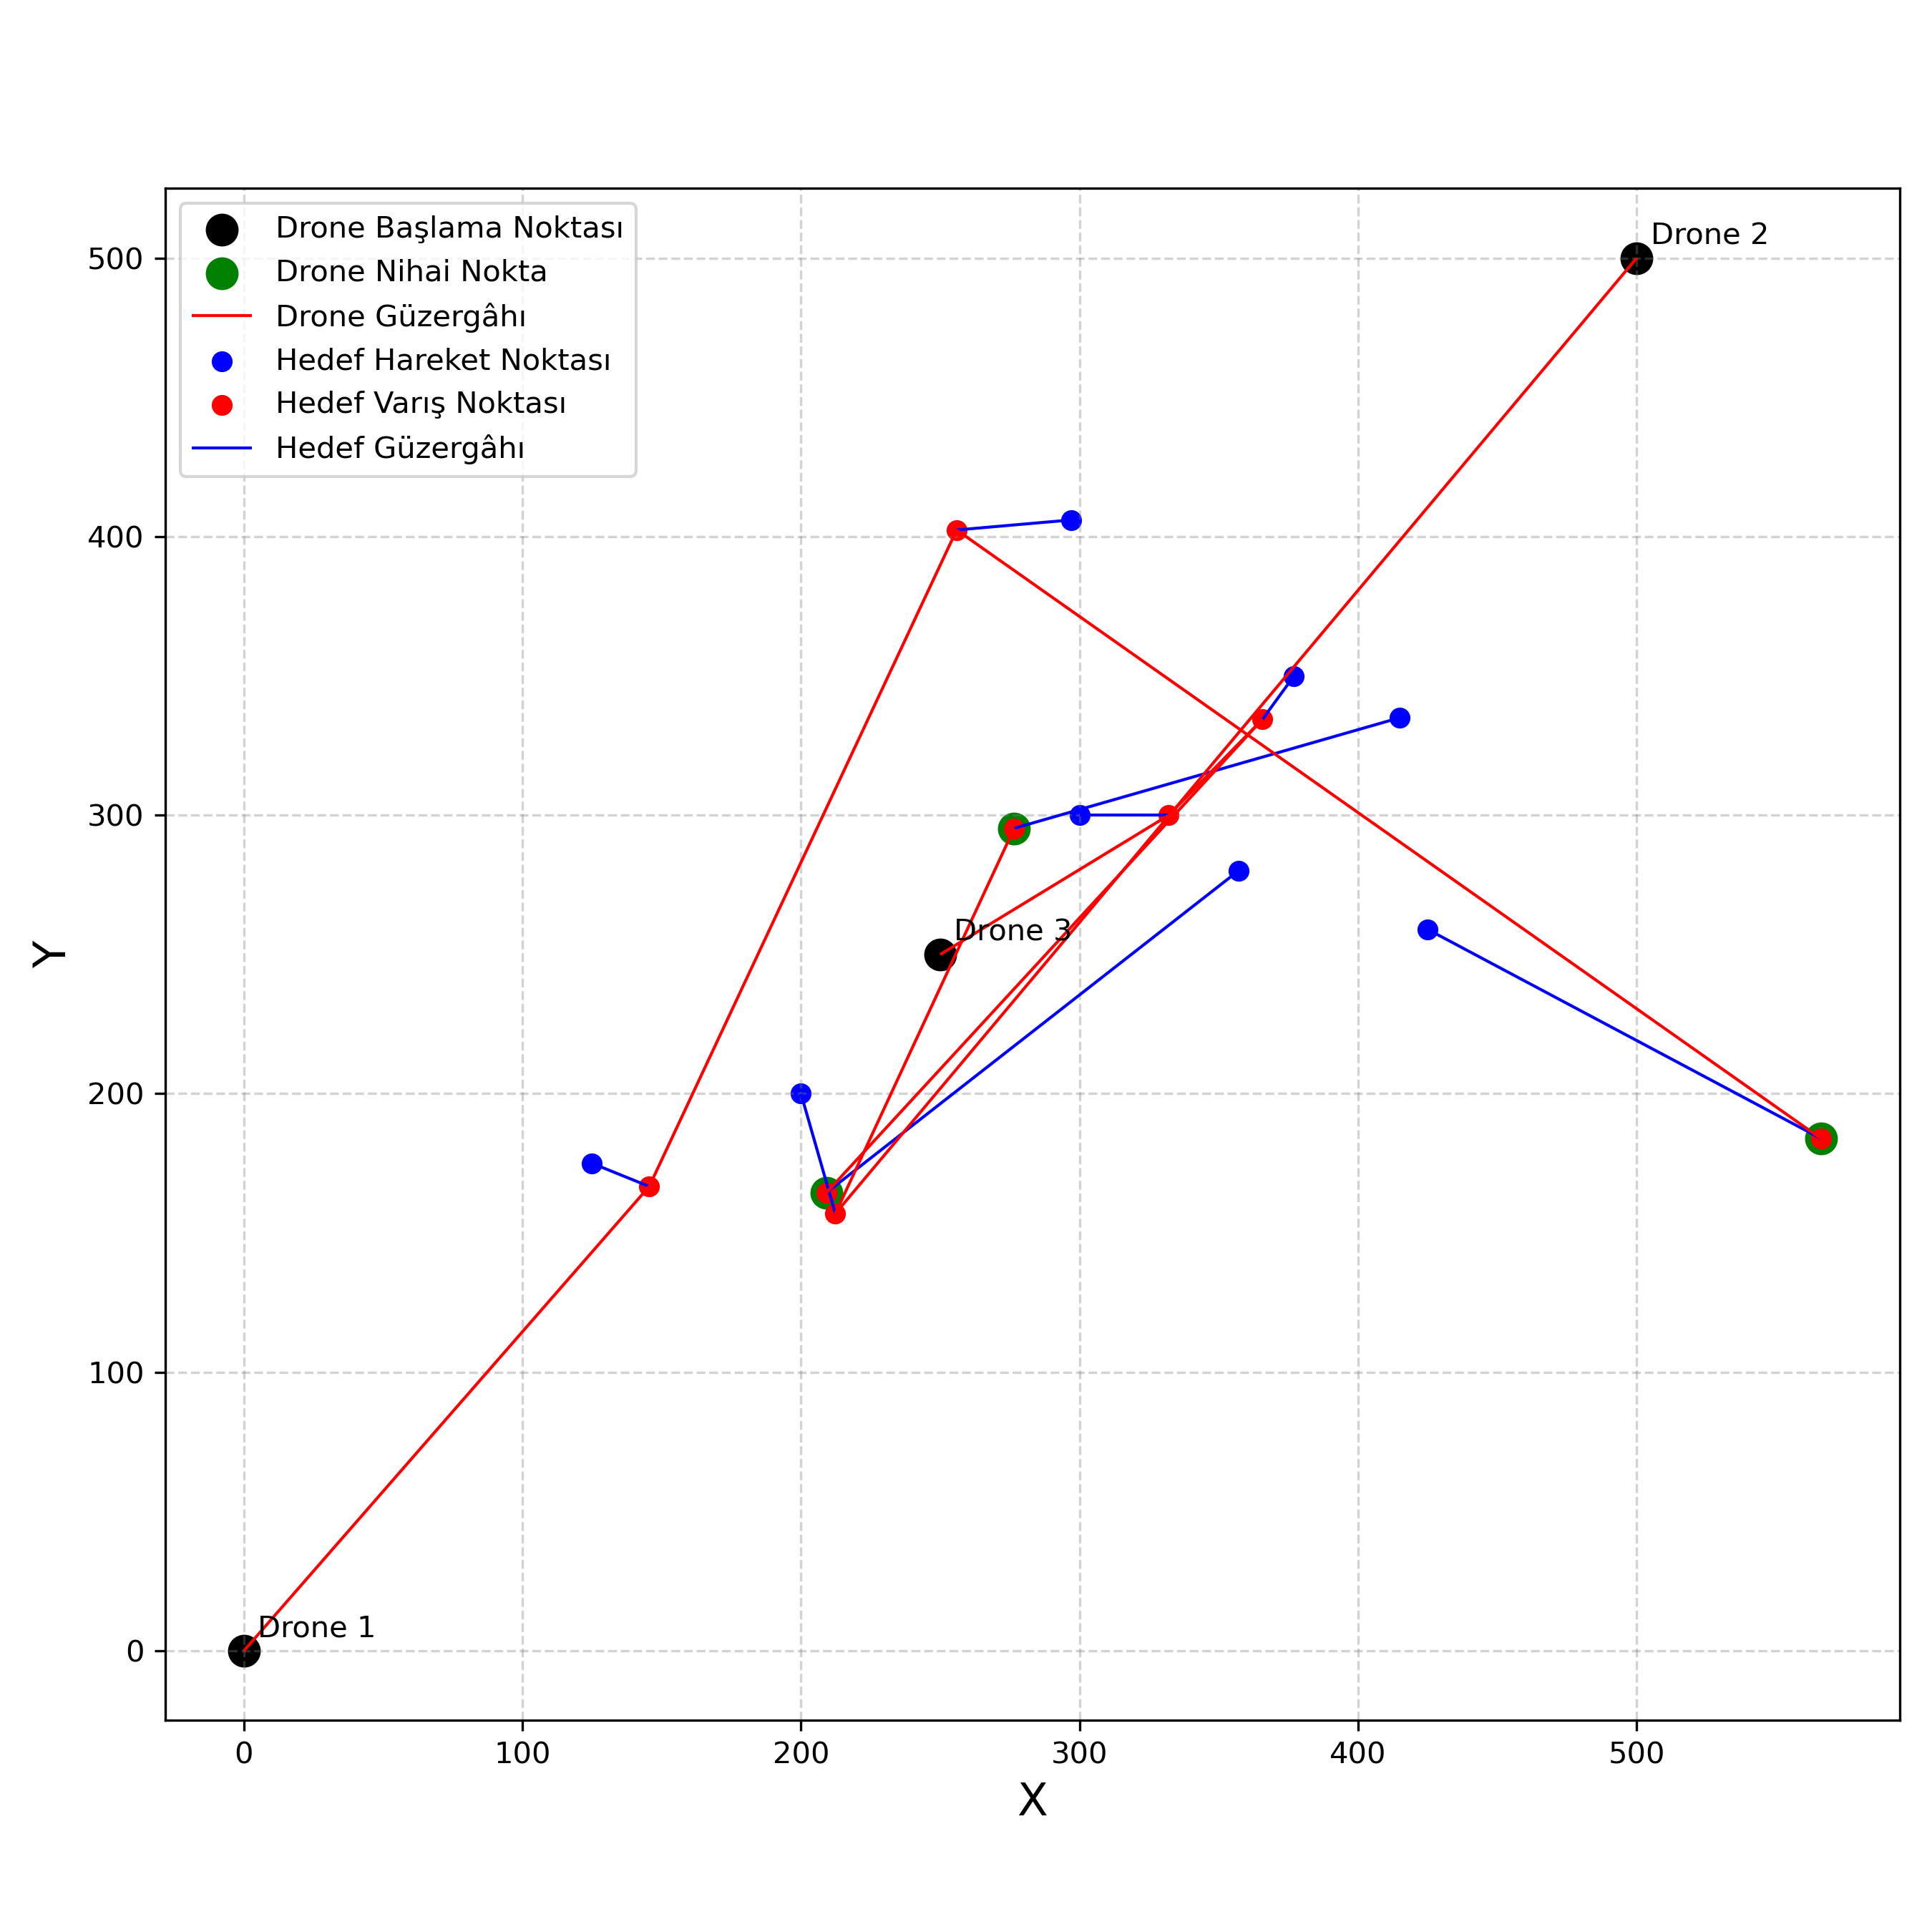 Drone Başlama Noktası
Drone Nihai Nokta
Drone Güzergâhı
Hedef Hareket Noktası
Hedef Varış Noktası
Hedef Güzergâhı
Drone 2
Drone 3
Drone 1
500
400
300
200
100
0
Y
0 100 200 300 400 500
X